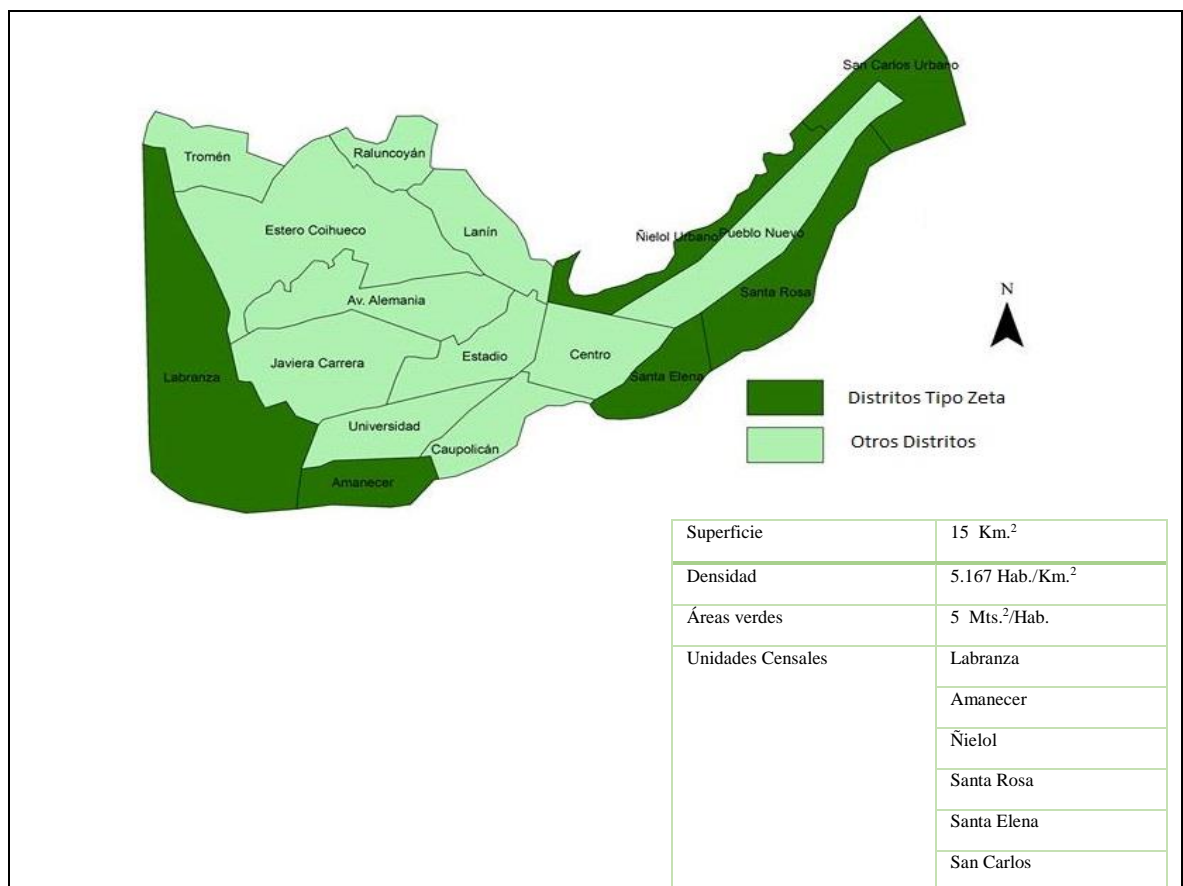 San Carlos Urbano
Tromén
Raluncoyán
Estero Coihueco
Lanín
Ñielol Urbano
Pueblo Nuevo
Santa Rosa
Av. Alemania
N
Javiera Carrera
Estadio
Centro
Labranza
Santa Elena
Distritos Tipo Zeta
Universidad
Otros Distritos
Caupolicán
Amanecer
Superficie 15 Km.²
Densidad 5.167 Hab./Km.²
Áreas verdes 5 Mts.²/Hab.
Unidades Censales Labranza
Amanecer
Ñielol
Santa Rosa
Santa Elena
San Carlos